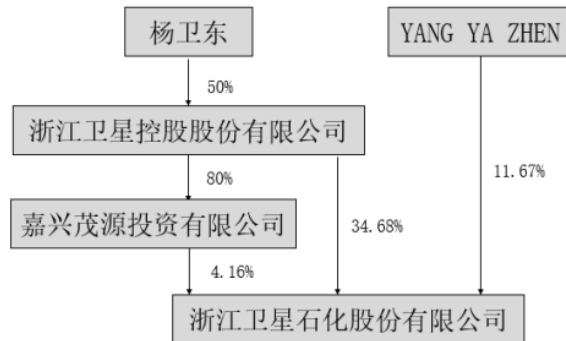 杨卫东
YANG YA ZHEN
50%
浙江卫星控股股份有限公司
80%
11.67%
嘉兴茂源投资有限公司
34.68%
4.16%
浙江卫星石化股份有限公司